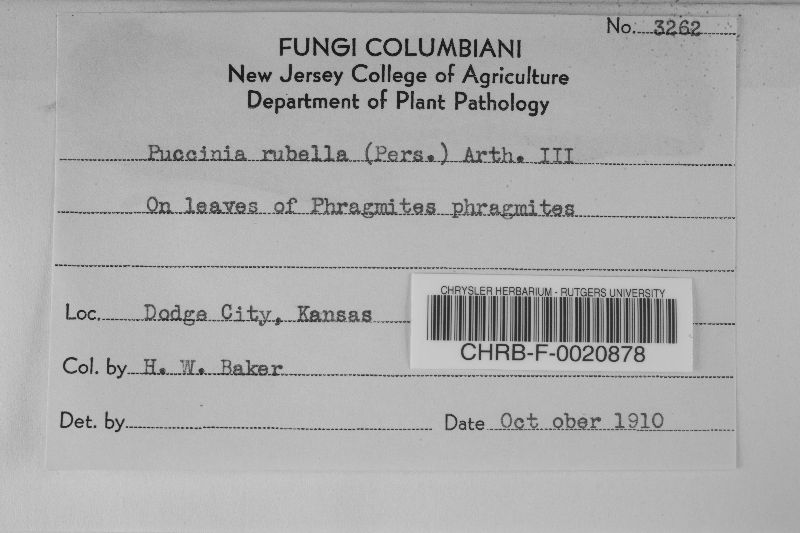 No. 3262
FUNGI COLUMBIANI
New Jersey College of Agriculture
Department of Plant Pathology
Puccinia rubella (Pers.) Arth. III
On leaves of Phragmites phragmites
CHRYSLER HERBARIUM - RUTGERS UNIVERSITY
Loc. Dodge City, Kansas
CHRB-F-0020878
Col. by H. W. Baker
Det. by
Date Oct ober 1910